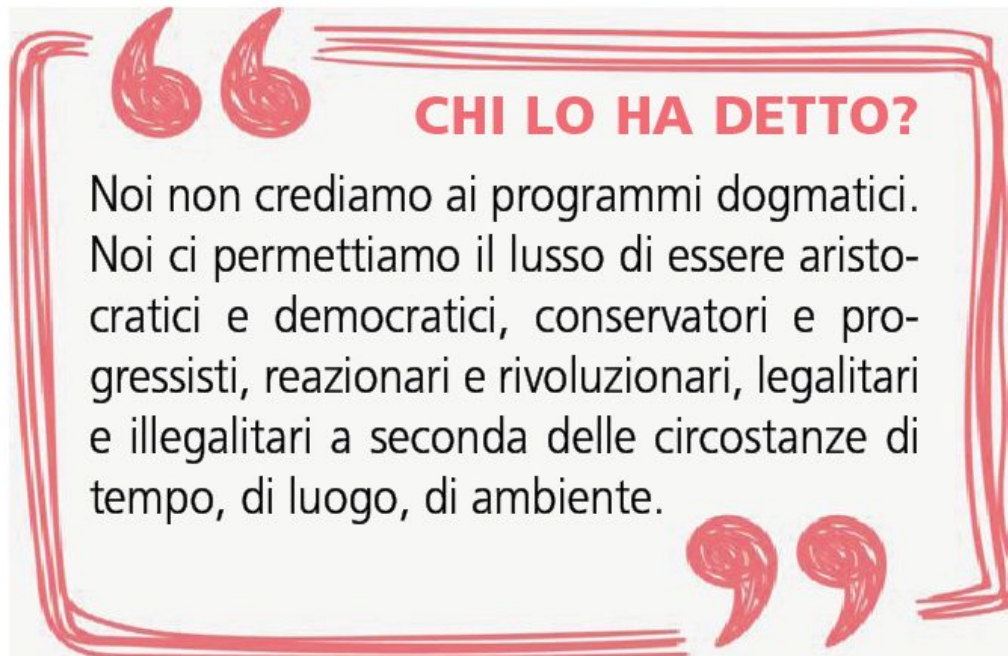 CHI LO HA DETTO?
Noi non crediamo ai programmi dogmatici.
Noi ci permettiamo il lusso di essere aristo-
cratici e democratici, conservatori e pro-
gressisti, reazionari e rivoluzionari, legalitari
e illegalitari a seconda delle circostanze di
tempo, di luogo, di ambiente.